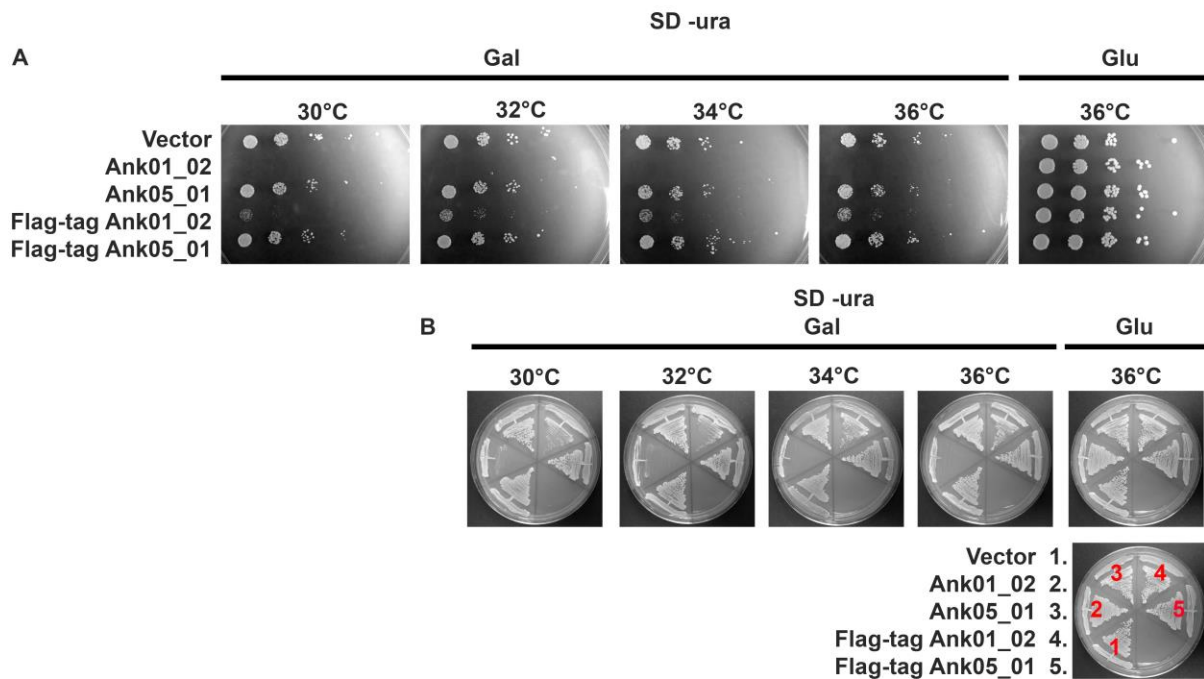 SD -ura
A
Gal
Glu
30°C
32°C
34°C
36°C
36°C
Vector
Ank01_02
Ank05_01
Flag-tag Ank01_02
Flag-tag Ank05_01
SD -ura
B
Gal
Glu
30°C
32°C
34°C
36°C
36°C
Vector 1.
Ank01_02 2.
Ank05_01 3.
Flag-tag Ank01_02 4.
Flag-tag Ank05_01 5.
3
4
2
5
1